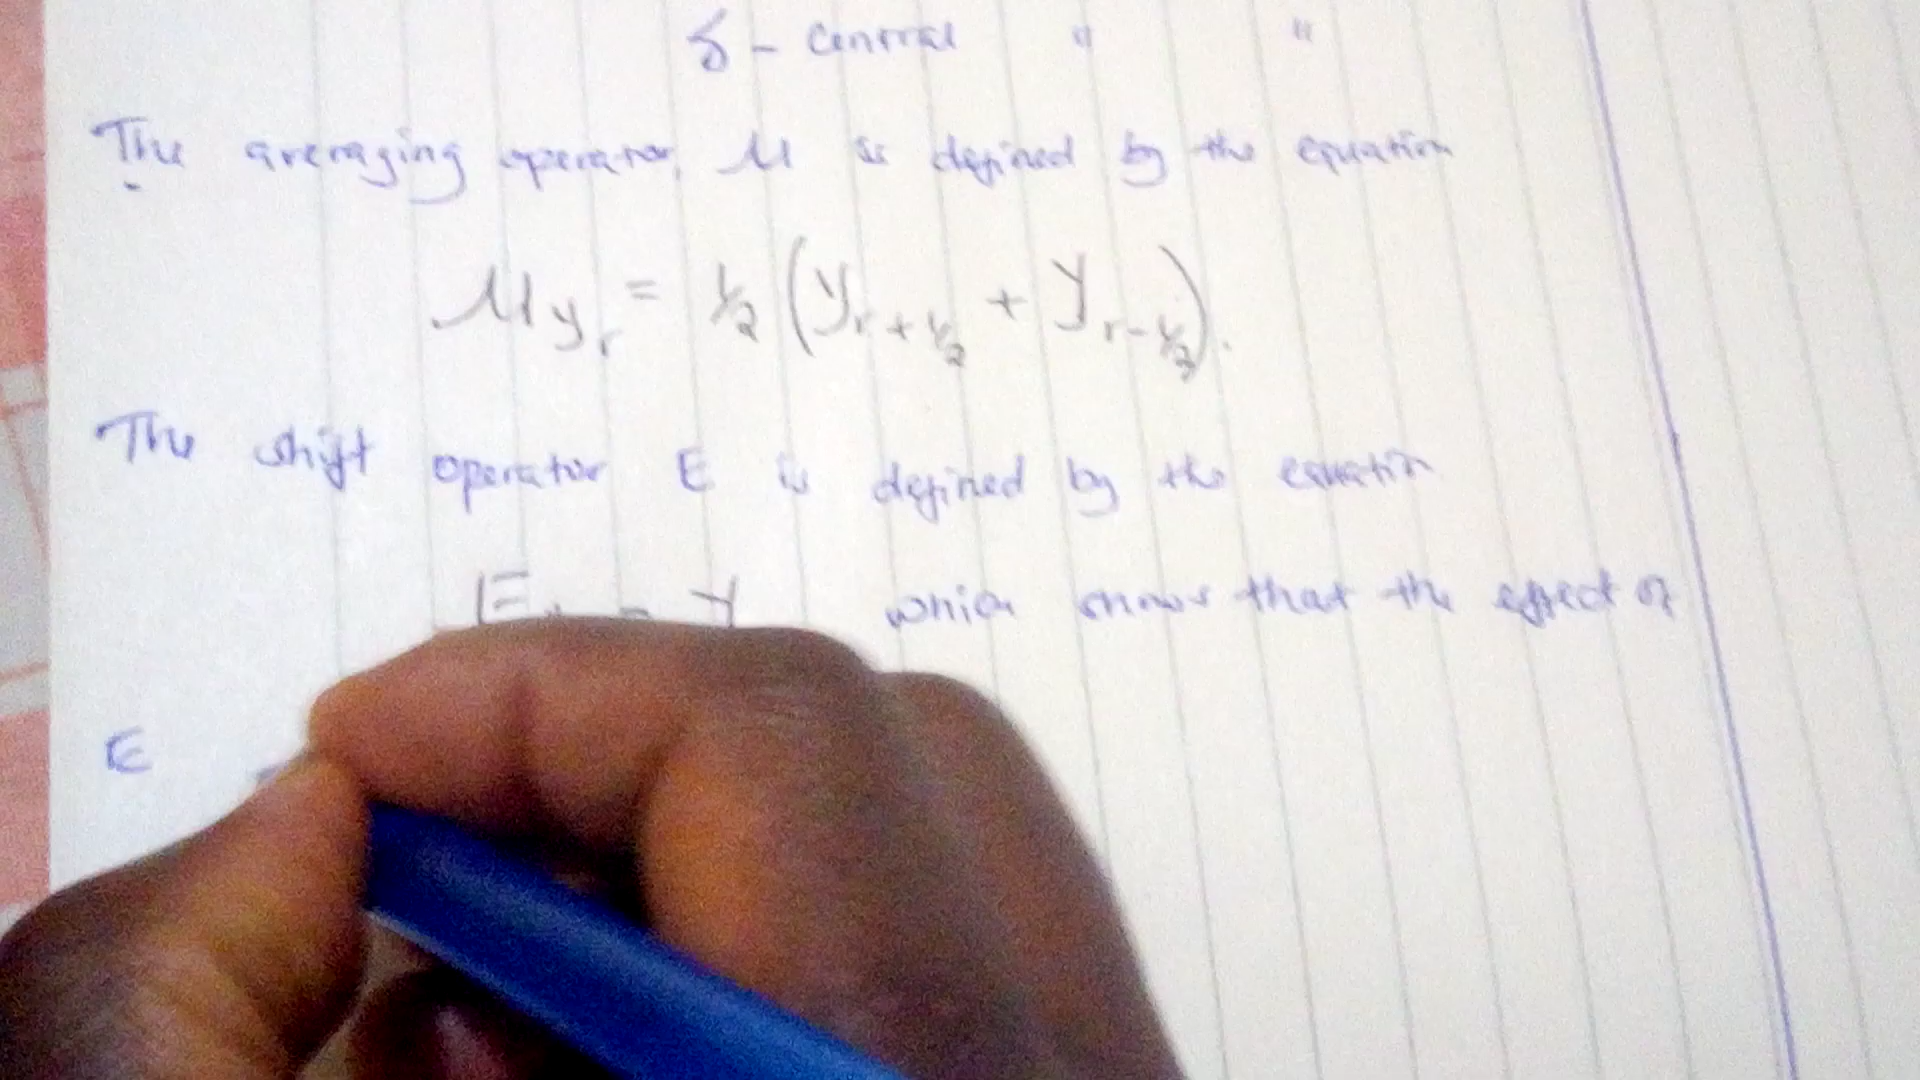 δ - Central " "
The averaging operator, μ is defined by the equation
μy_r = ½ (y_{r+½} + y_{r-½}).
The shift operator E is defined by the equation
E = y which shows that the effect of
E